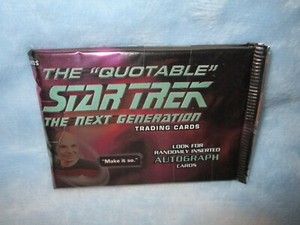 THE "QUOTABLE"
STAR TREK
THE NEXT GENERATION
TRADING CARDS
LOOK FOR
RANDOMLY INSERTED
AUTOGRAPH
CARDS
"Make it so."